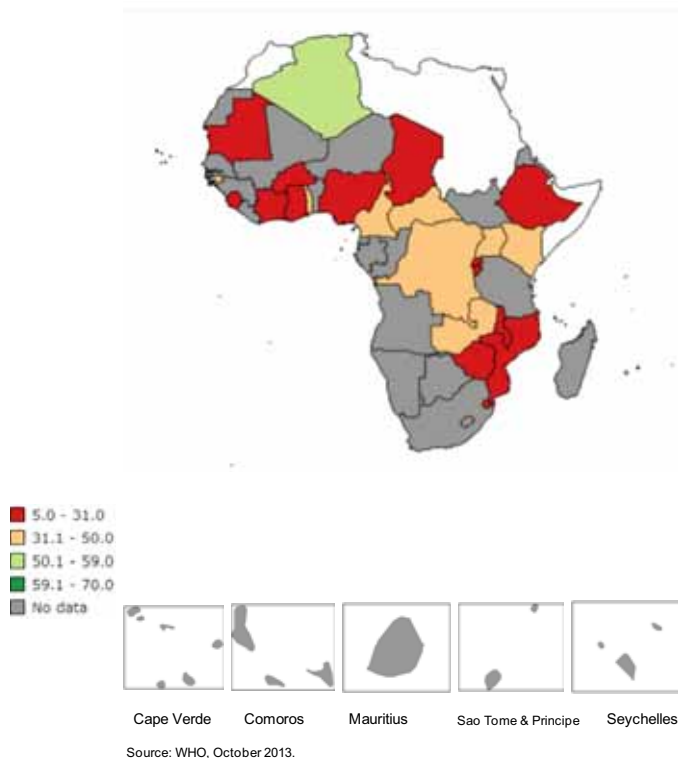 5.0 - 31.0
31.1 - 50.0
50.1 - 59.0
59.1 - 70.0
No data
Cape Verde Comoros Mauritius Sao Tome & Principe Seychelles
Source: WHO, October 2013.